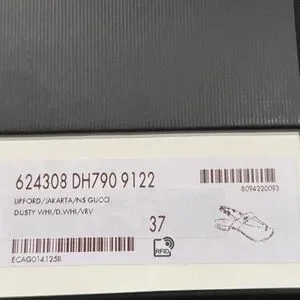 624308 DH790 9122
8094220093
LIFFORD/JAKARTA/NS GUCCI
DUSTY WHI/D.WHI/VRV
37
RFID
ECAG014125B